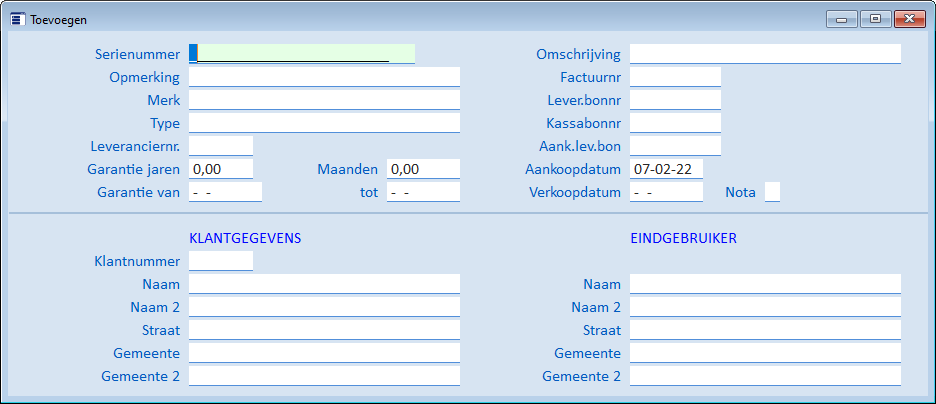 Toevoegen
Serienummer Omschrijving
Opmerking Factuurnr
Merk Lever.bonnr
Type Kassabonnr
Leveranciernr. Aank.lev.bon
Garantie jaren 0,00 Maanden 0,00 Aankoopdatum 07-02-22
Garantie van - - tot - - Verkoopdatum - - Nota
KLANTGEGEVENS EINDGEBRUIKER
Klantnummer
Naam Naam
Naam 2 Naam 2
Straat Straat
Gemeente Gemeente
Gemeente 2 Gemeente 2